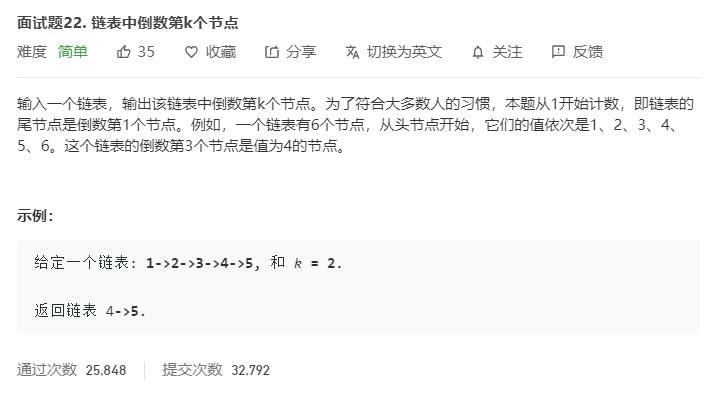 面试题22. 链表中倒数第k个节点
难度 简单 35 收藏 分享 切换为英文 关注 反馈
输入一个链表，输出该链表中倒数第k个节点。为了符合大多数人的习惯，本题从1开始计数，即链表的
尾节点是倒数第1个节点。例如，一个链表有6个节点，从头节点开始，它们的值依次是1、2、3、4、
5、6。这个链表的倒数第3个节点是值为4的节点。
示例：
给定一个链表: 1->2->3->4->5, 和 k = 2.
返回链表 4->5.
通过次数 25,848 提交次数 32,792